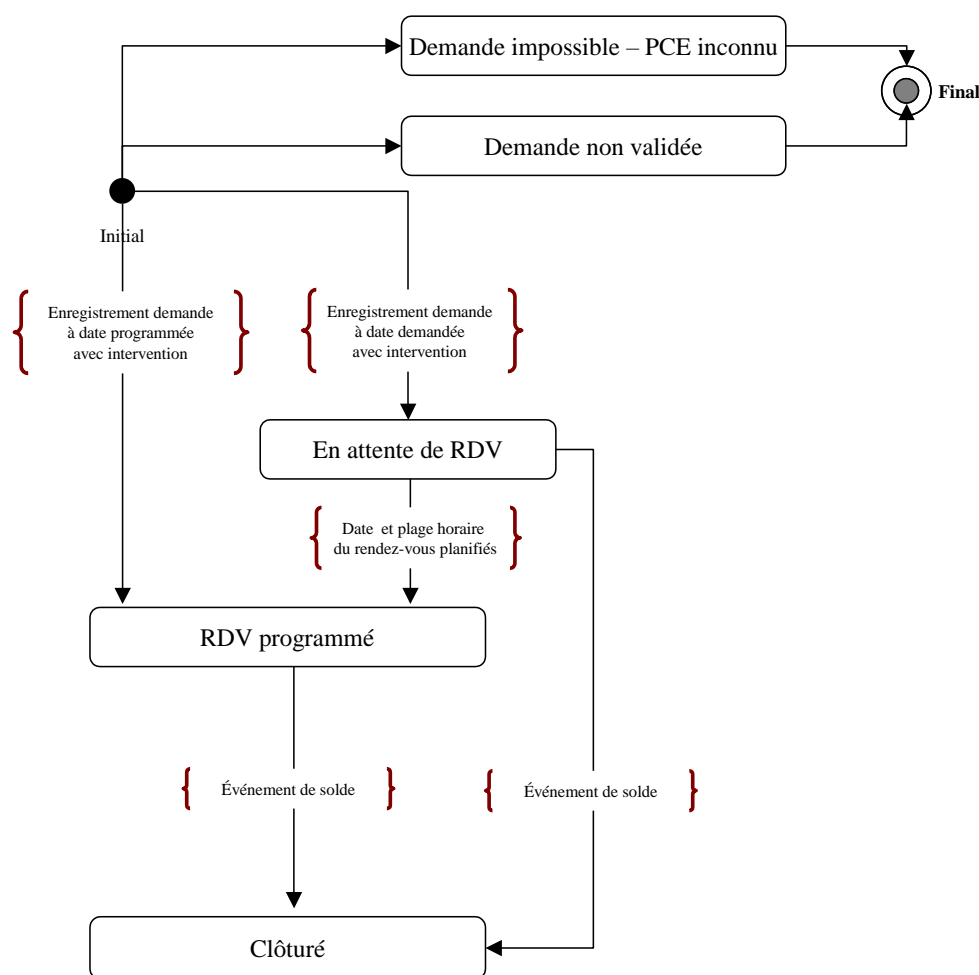 Demande impossible – PCE inconnu
Final
Demande non validée
Initial
Enregistrement demande
à date programmée
avec intervention
Enregistrement demande
à date demandée
avec intervention
En attente de RDV
Date et plage horaire
du rendez-vous planifiés
RDV programmé
Événement de solde
Événement de solde
Clôturé